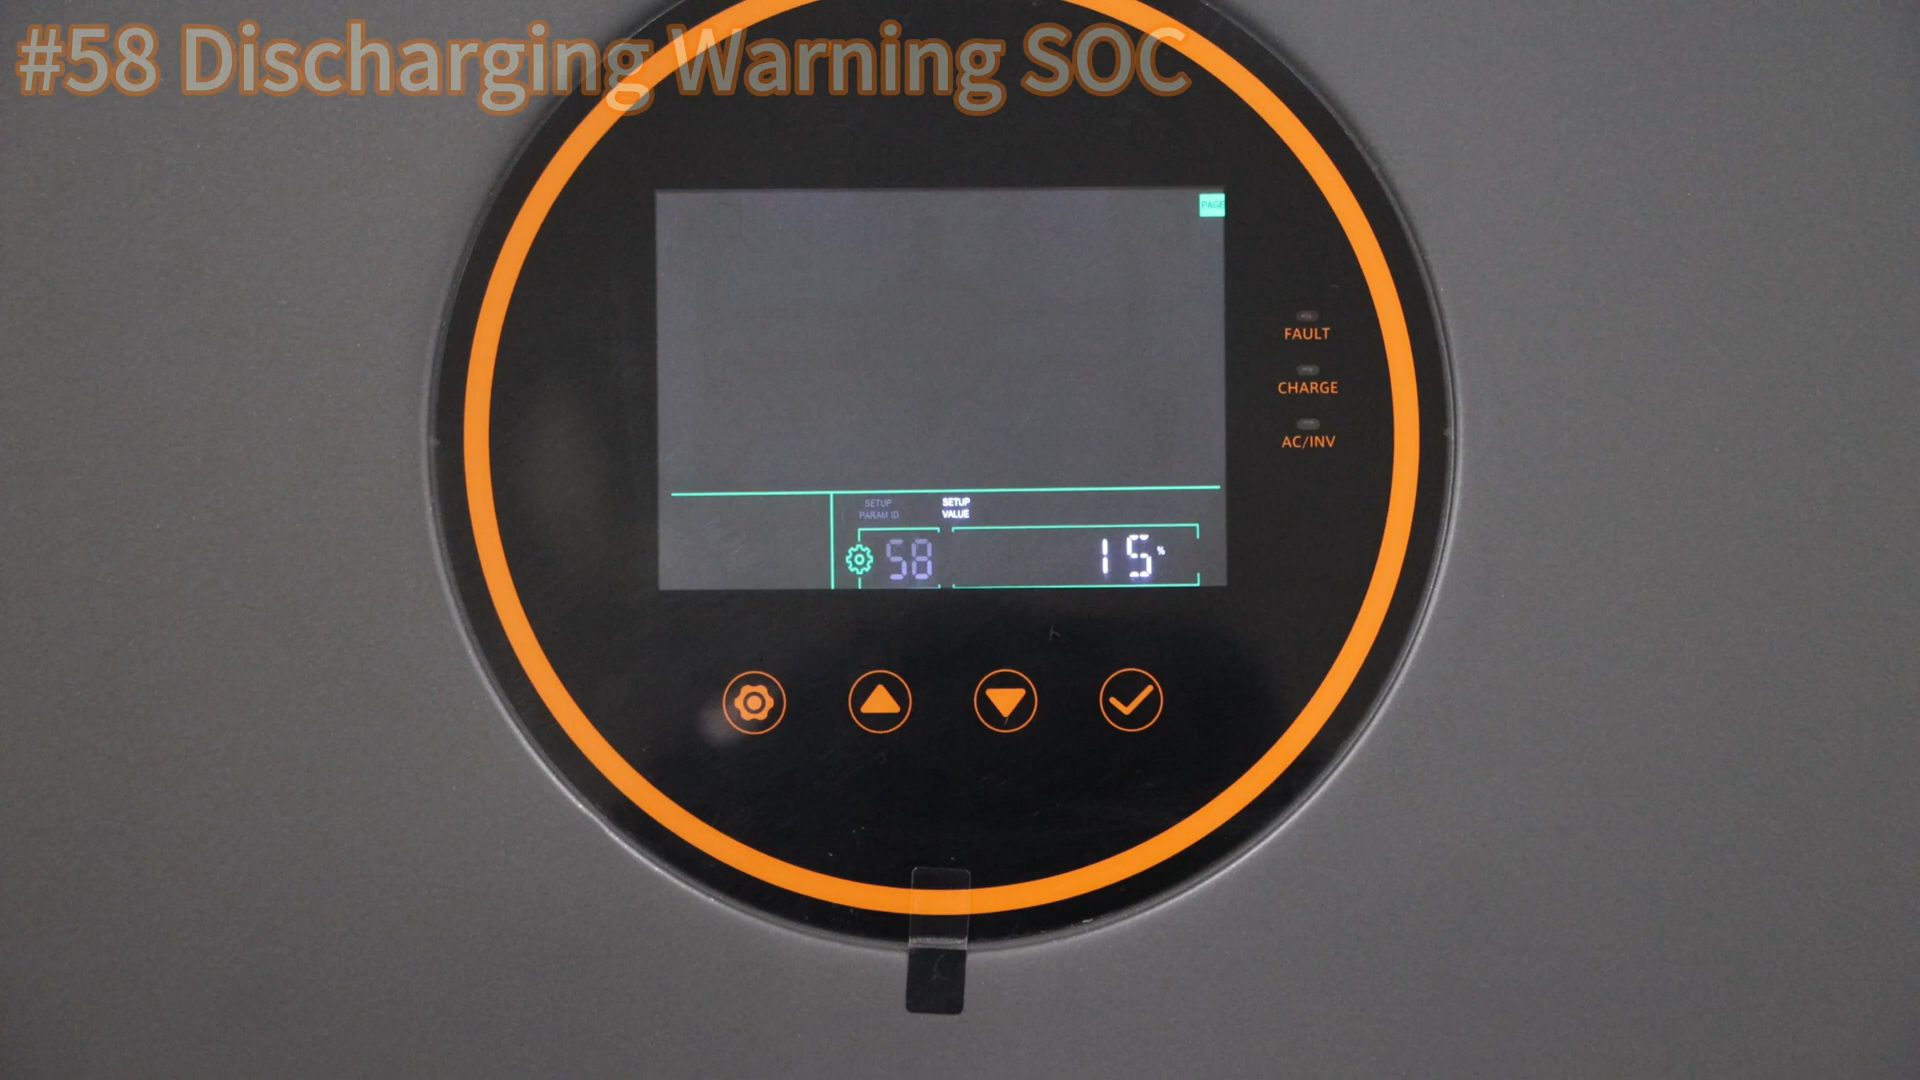 #58 Discharging Warning SOC
PAGE
FAULT
CHARGE
AC/INV
SETUP
PARAM ID
SETUP
VALUE
58
15%